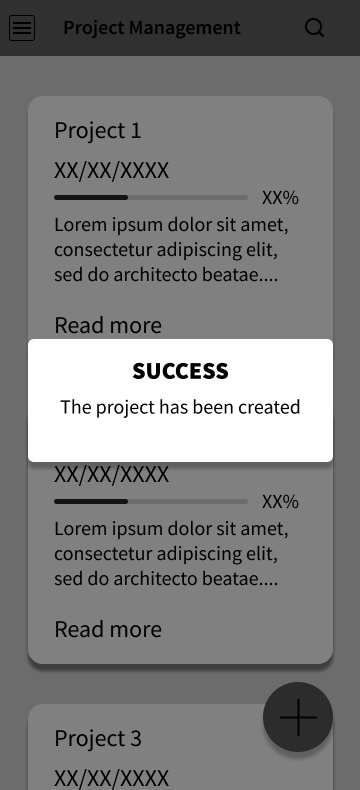 Project Management
Project 1
XX/XX/XXXX
XX%
Lorem ipsum dolor sit amet,
consectetur adipiscing elit,
sed do architecto beatae....
Read more
SUCCESS
The project has been created
XX/XX/XXXX
XX%
Lorem ipsum dolor sit amet,
consectetur adipiscing elit,
sed do architecto beatae....
Read more
Project 3
XX/XX/XXXX